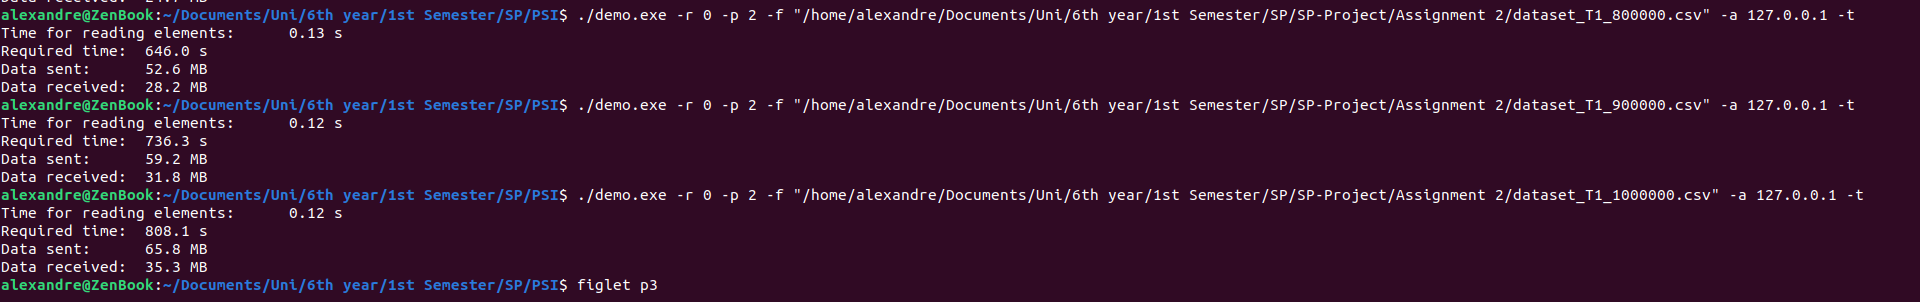 alexandre@ZenBook:~/Documents/Uni/6th year/1st Semester/SP/PSI$ ./demo.exe -r 0 -p 2 -f "/home/alexandre/Documents/Uni/6th year/1st Semester/SP/SP-Project/Assignment 2/dataset_T1_800000.csv" -a 127.0.0.1 -t
Time for reading elements:      0.13 s
Required time:  646.0 s
Data sent:      52.6 MB
Data received:  28.2 MB
alexandre@ZenBook:~/Documents/Uni/6th year/1st Semester/SP/PSI$ ./demo.exe -r 0 -p 2 -f "/home/alexandre/Documents/Uni/6th year/1st Semester/SP/SP-Project/Assignment 2/dataset_T1_900000.csv" -a 127.0.0.1 -t
Time for reading elements:      0.12 s
Required time:  736.3 s
Data sent:      59.2 MB
Data received:  31.8 MB
alexandre@ZenBook:~/Documents/Uni/6th year/1st Semester/SP/PSI$ ./demo.exe -r 0 -p 2 -f "/home/alexandre/Documents/Uni/6th year/1st Semester/SP/SP-Project/Assignment 2/dataset_T1_1000000.csv" -a 127.0.0.1 -t
Time for reading elements:      0.12 s
Required time:  808.1 s
Data sent:      65.8 MB
Data received:  35.3 MB
alexandre@ZenBook:~/Documents/Uni/6th year/1st Semester/SP/PSI$ figlet p3